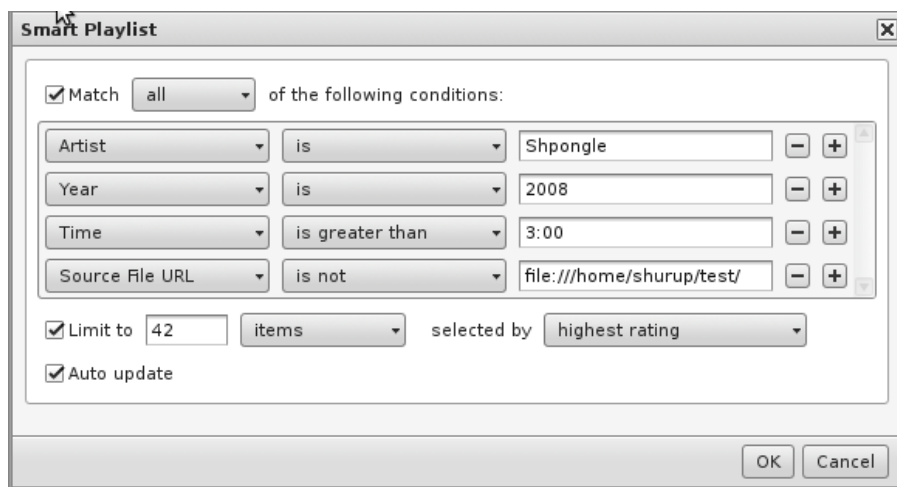 Smart Playlist
Match all of the following conditions:
Artist is Shpongle
Year is 2008
Time is greater than 3:00
Source File URL is not file:///home/shurup/test/
Limit to 42 items selected by highest rating
Auto update
OK Cancel